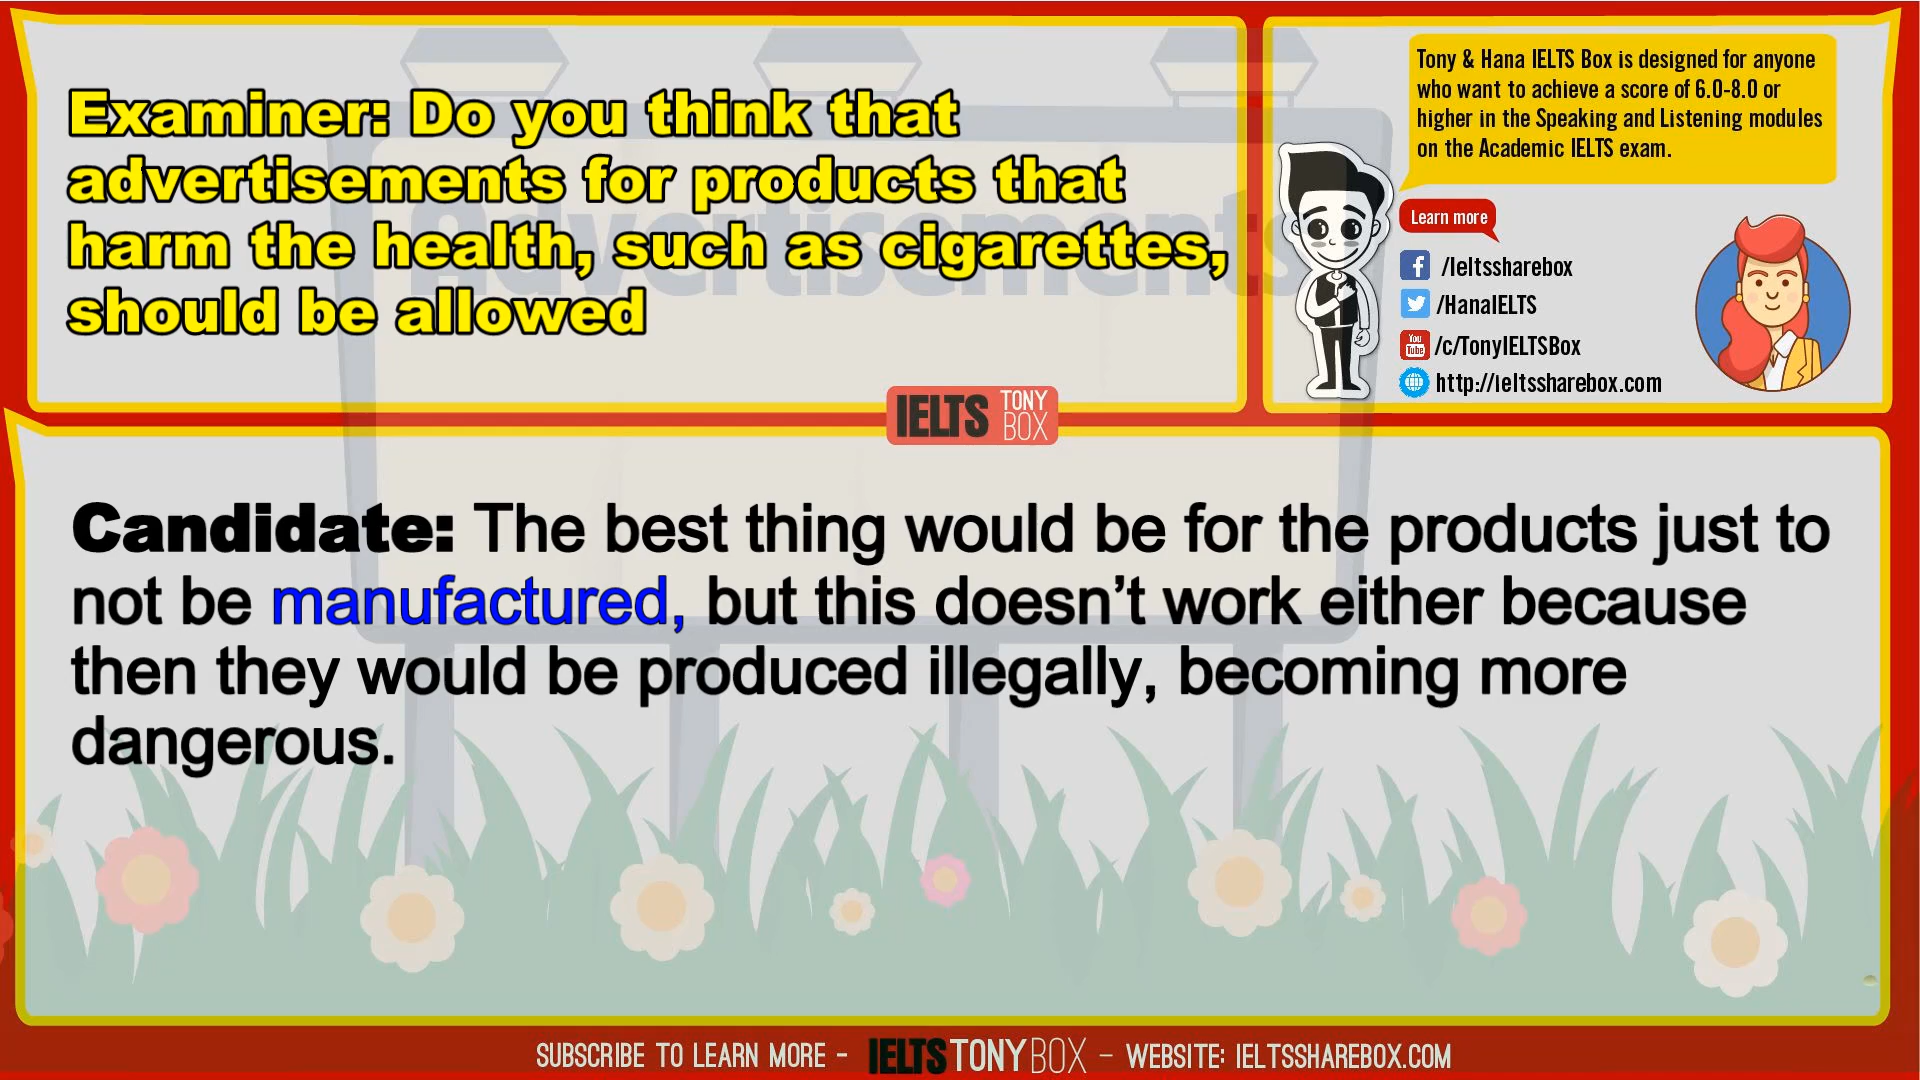 Examiner: Do you think that
advertisements for products that
harm the health, such as cigarettes,
should be allowed
Advertisements
Tony & Hana IELTS Box is designed for anyone
who want to achieve a score of 6.0-8.0 or
higher in the Speaking and Listening modules
on the Academic IELTS exam.
Learn more
/Ieltssharebox
/HanaIELTS
You
Tube
/c/TonyIELTSBox
http://ieltssharebox.com
IELTS TONY
BOX
Candidate: The best thing would be for the products just to
not be manufactured, but this doesn’t work either because
then they would be produced illegally, becoming more
dangerous.
SUBSCRIBE TO LEARN MORE - IELTS TONY BOX - WEBSITE: IELTSSHAREBOX.COM